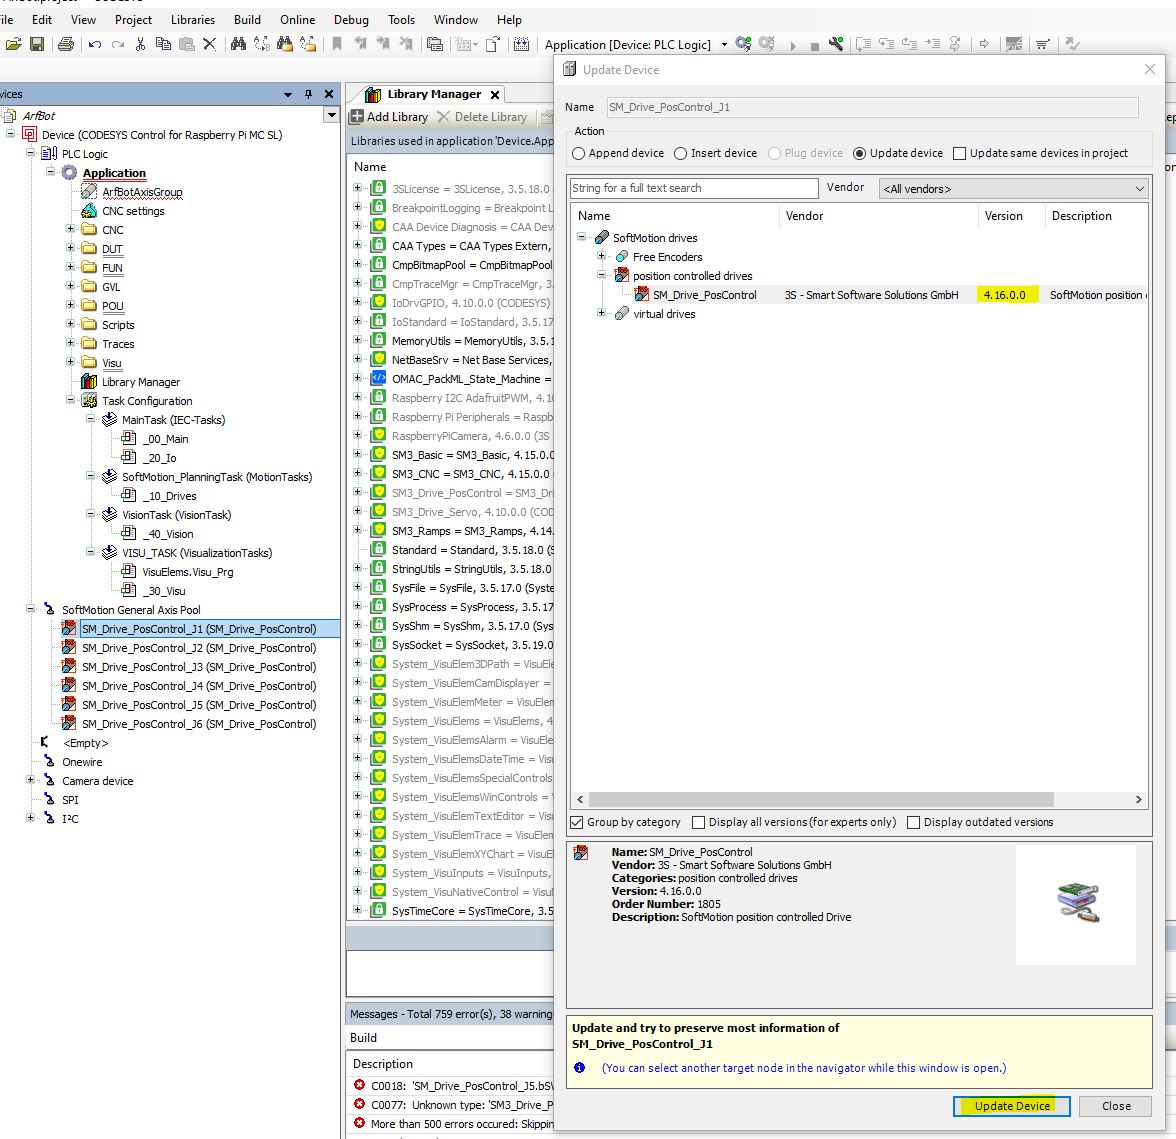 File Edit View Project Libraries Build Online Debug Tools Window Help
Application [Device: PLC Logic]
ArfBot
Device (CODESYS Control for Raspberry Pi MC SL)
PLC Logic
Application
ArfBotAxisGroup
CNC settings
CNC
DUT
FUN
GVL
POU
Scripts
Traces
Visu
Library Manager
Task Configuration
MainTask (IEC-Tasks)
_00_Main
_20_Io
SoftMotion_PlanningTask (MotionTasks)
_10_Drives
VisionTask (VisionTask)
_40_Vision
VISU_TASK (VisualizationTasks)
VisuElems.Visu_Prg
_30_Visu
SoftMotion General Axis Pool
SM_Drive_PosControl_J1 (SM_Drive_PosControl)
SM_Drive_PosControl_J2 (SM_Drive_PosControl)
SM_Drive_PosControl_J3 (SM_Drive_PosControl)
SM_Drive_PosControl_J4 (SM_Drive_PosControl)
SM_Drive_PosControl_J5 (SM_Drive_PosControl)
SM_Drive_PosControl_J6 (SM_Drive_PosControl)
<Empty>
Onewire
Camera device
SPI
I²C
Library Manager
Add Library Delete Library
Libraries used in application 'Device.App
Name
3SLicense = 3SLicense, 3.5.18.0
BreakpointLogging = Breakpoint L
CAA Device Diagnosis = CAA Dev
CAA Types = CAA Types Extern,
CmpBitmapPool = CmpBitmapPool
CmpTraceMgr = CmpTraceMgr, 3
IoDrvGPIO, 4.10.0.0 (CODESYS)
IoStandard = IoStandard, 3.5.17
MemoryUtils = MemoryUtils, 3.5.1
NetBaseSrv = Net Base Services,
OMAC_PackML_State_Machine =
Raspberry I2C AdafruitPWM, 4.10
Raspberry Pi Peripherals = Raspb
RaspberryPiCamera, 4.6.0.0 (3S
SM3_Basic = SM3_Basic, 4.15.0.0
SM3_CNC = SM3_CNC, 4.15.0.0
SM3_Drive_PosControl = SM3_Dri
SM3_Drive_Servo, 4.10.0.0 (COD
SM3_Ramps = SM3_Ramps, 4.14.
Standard = Standard, 3.5.18.0 (S
StringUtils = StringUtils, 3.5.18.0
SysFile = SysFile, 3.5.17.0 (Syste
SysProcess = SysProcess, 3.5.17
SysShm = SysShm, 3.5.17.0 (Sys
SysSocket = SysSocket, 3.5.19.0
System_VisuElem3DPath = VisuEle
System_VisuElemCamDisplayer =
System_VisuElemMeter = VisuElem
System_VisuElems = VisuElems, 4
System_VisuElemsAlarm = VisuEle
System_VisuElemsDateTime = Visu
System_VisuElemsSpecialControls
System_VisuElemsWinControls = V
System_VisuElemTextEditor = Visu
System_VisuElemTrace = VisuElem
System_VisuElemXYChart = VisuEl
System_VisuInputs = VisuInputs,
System_VisuNativeControl = VisuN
SysTimeCore = SysTimeCore, 3.5
Messages - Total 759 error(s), 38 warning
Build
Description
C0018: 'SM_Drive_PosControl_J5.bSW
C0077: Unknown type: 'SM3_Drive_P
More than 500 errors occured: Skippin
Update Device
Name SM_Drive_PosControl_J1
Action
Append device Insert device Plug device Update device Update same devices in project
String for a full text search Vendor <All vendors>
Name Vendor Version Description
SoftMotion drives
Free Encoders
position controlled drives
SM_Drive_PosControl 3S - Smart Software Solutions GmbH 4.16.0.0 SoftMotion position
virtual drives
Group by category Display all versions (for experts only) Display outdated versions
Name: SM_Drive_PosControl
Vendor: 3S - Smart Software Solutions GmbH
Categories: position controlled drives
Version: 4.16.0.0
Order Number: 1805
Description: SoftMotion position controlled Drive
Update and try to preserve most information of
SM_Drive_PosControl_J1
(You can select another target node in the navigator while this window is open.)
Update Device Close